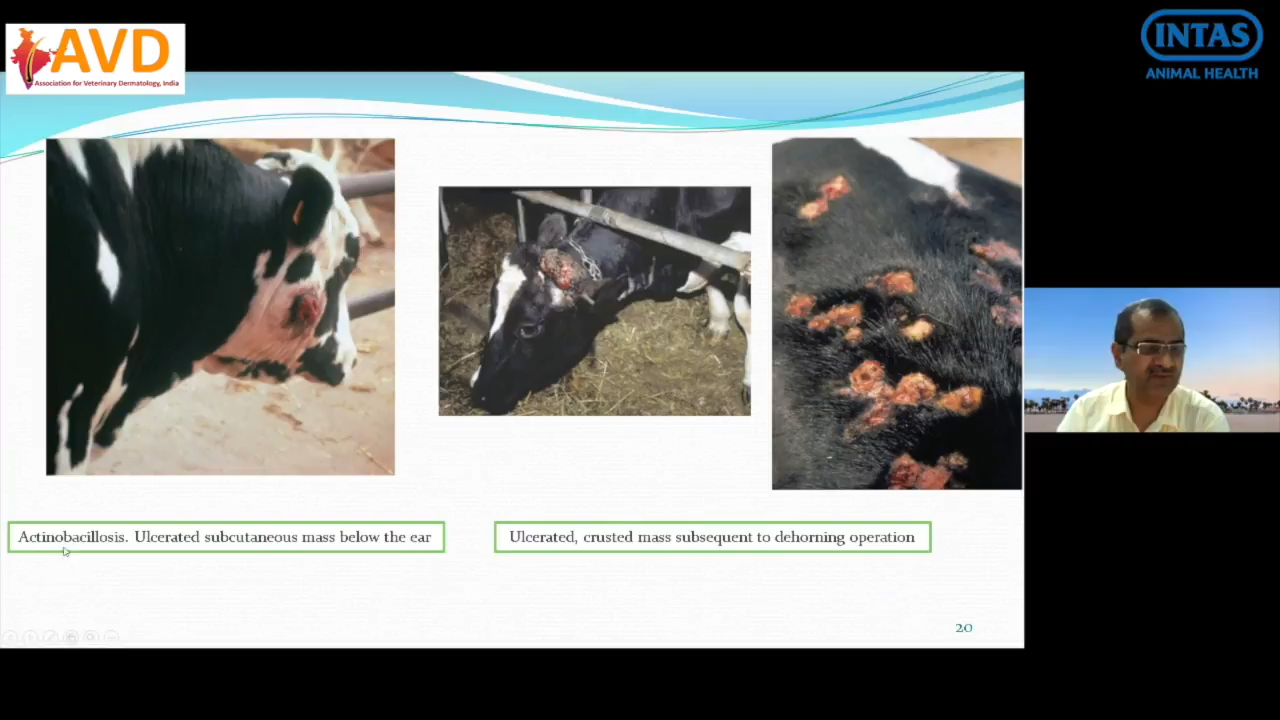 AVD
Association for Veterinary Dermatology, India
INTAS
ANIMAL HEALTH
Actinobacillosis. Ulcerated subcutaneous mass below the ear
Ulcerated, crusted mass subsequent to dehorning operation
20